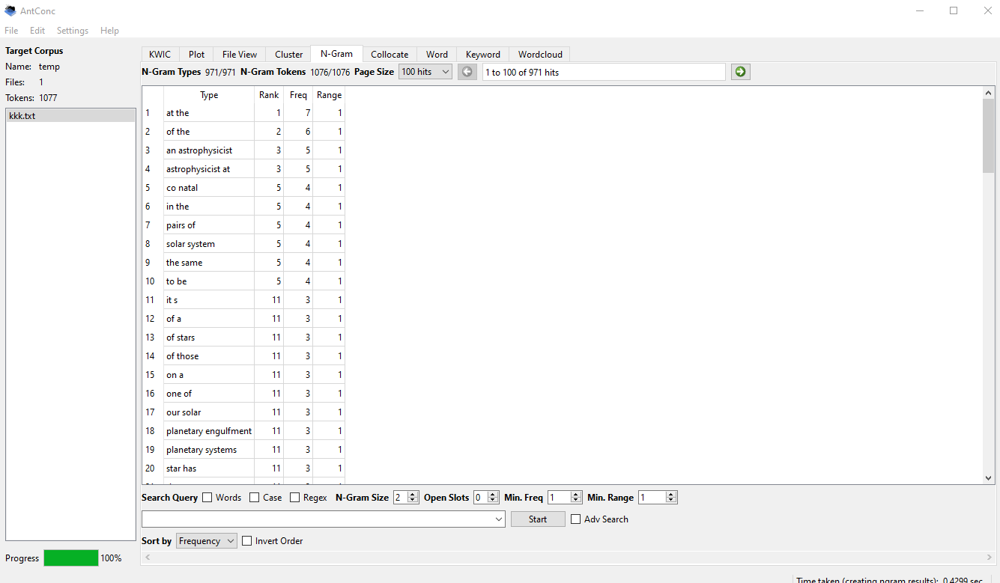 AntConc
File Edit Settings Help
Target Corpus
Name: temp
Files: 1
Tokens: 1077
kkk.txt
Progress 100%
KWIC Plot File View Cluster N-Gram Collocate Word Keyword Wordcloud
N-Gram Types 971/971 N-Gram Tokens 1076/1076 Page Size 100 hits 1 to 100 of 971 hits
Type Rank Freq Range
1 at the 1 7 1
2 of the 2 6 1
3 an astrophysicist 3 5 1
4 astrophysicist at 3 5 1
5 co natal 5 4 1
6 in the 5 4 1
7 pairs of 5 4 1
8 solar system 5 4 1
9 the same 5 4 1
10 to be 5 4 1
11 it s 11 3 1
12 of a 11 3 1
13 of stars 11 3 1
14 of those 11 3 1
15 on a 11 3 1
16 one of 11 3 1
17 our solar 11 3 1
18 planetary engulfment 11 3 1
19 planetary systems 11 3 1
20 star has 11 3 1
Search Query Words Case Regex N-Gram Size 2 Open Slots 0 Min. Freq 1 Min. Range 1
Start Adv Search
Sort by Frequency Invert Order
Time taken (creating ngram results): 0.4299 sec